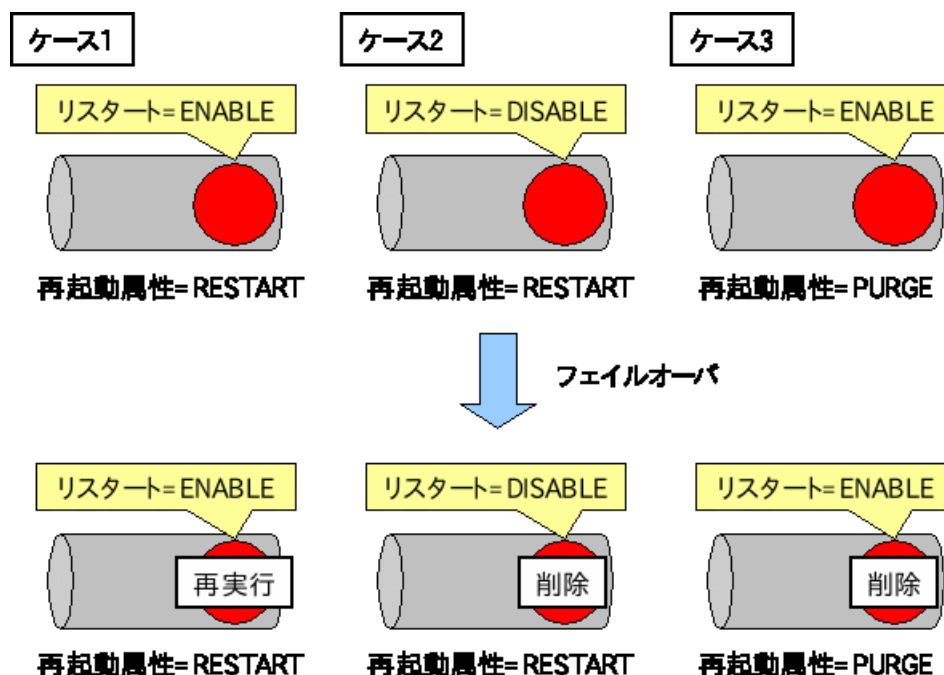 ケース1
ケース2
ケース3
リスタート=ENABLE
リスタート=DISABLE
リスタート=ENABLE
再起動属性=RESTART
再起動属性=RESTART
再起動属性=PURGE
フェイルオーバ
リスタート=ENABLE
リスタート=DISABLE
リスタート=ENABLE
再実行
削除
削除
再起動属性=RESTART
再起動属性=RESTART
再起動属性=PURGE